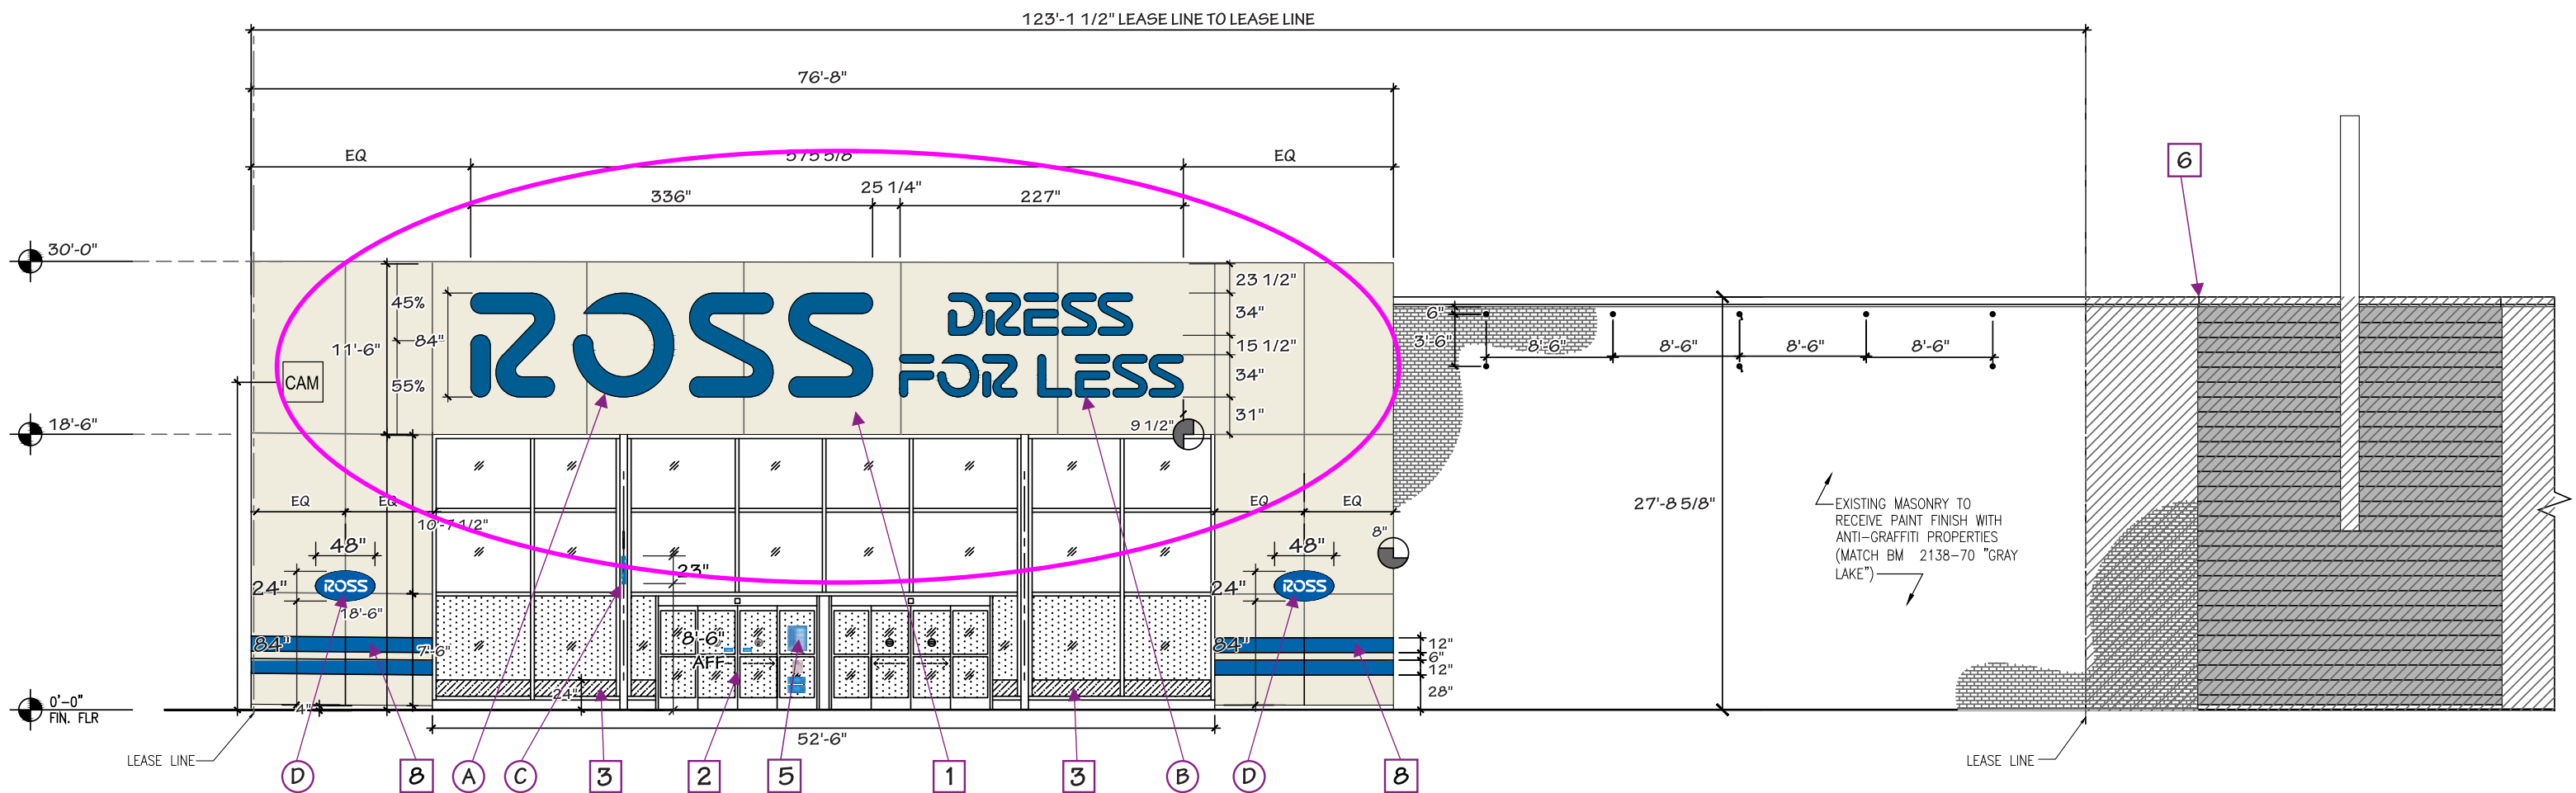 123'-1 1/2" LEASE LINE TO LEASE LINE
76'-8"
EQ
575 5/8"
EQ
336"
25 1/4"
227"
6
30'-0"
18'-6"
0'-0"
FIN. FLR
45%
84"
11'-6"
55%
CAM
ROSS
DRESS
FOR LESS
23 1/2"
34"
15 1/2"
34"
31"
9 1/2"
6"
3'-6"
8'-6"
8'-6"
8'-6"
8'-6"
27'-8 5/8"
EXISTING MASONRY TO
RECEIVE PAINT FINISH WITH
ANTI-GRAFFITI PROPERTIES
(MATCH BM 2138-70 "GRAY
LAKE")
EQ
EQ
10'-7 1/2"
48"
24"
ROSS
18'-6"
84"
7'-6"
4"
23"
8'-6"
AFF
24"
EQ
EQ
8"
48"
24"
ROSS
84"
12"
6"
12"
28"
52'-6"
LEASE LINE
LEASE LINE
D
8
A
C
3
2
5
1
3
B
D
8